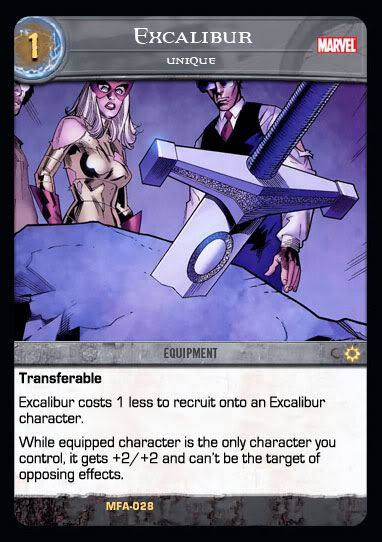 1
EXCALIBUR
UNIQUE
MARVEL
EQUIPMENT
Transferable
Excalibur costs 1 less to recruit onto an Excalibur
character.
While equipped character is the only character you
control, it gets +2/+2 and can't be the target of
opposing effects.
MFA-028